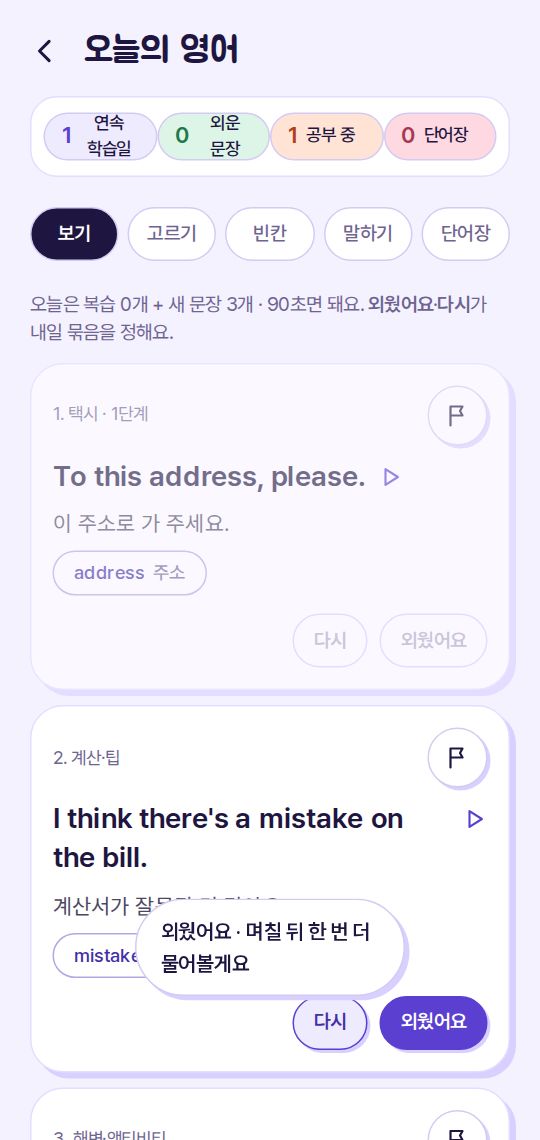 오늘의 영어
1 연속 학습일 0 외운 문장 1 공부 중 0 단어장
보기 고르기 빈칸 말하기 단어장
오늘은 복습 0개 + 새 문장 3개 · 90초면 돼요. 외웠어요·다시가
내일 묶음을 정해요.
1. 택시 · 1단계
To this address, please.
이 주소로 가 주세요.
address 주소
다시 외웠어요
2. 계산·팁
I think there's a mistake on
the bill.
계산서가
외웠어요 · 며칠 뒤 한 번 더
물어볼게요
mistake
다시 외웠어요
3. 해변·액티비티